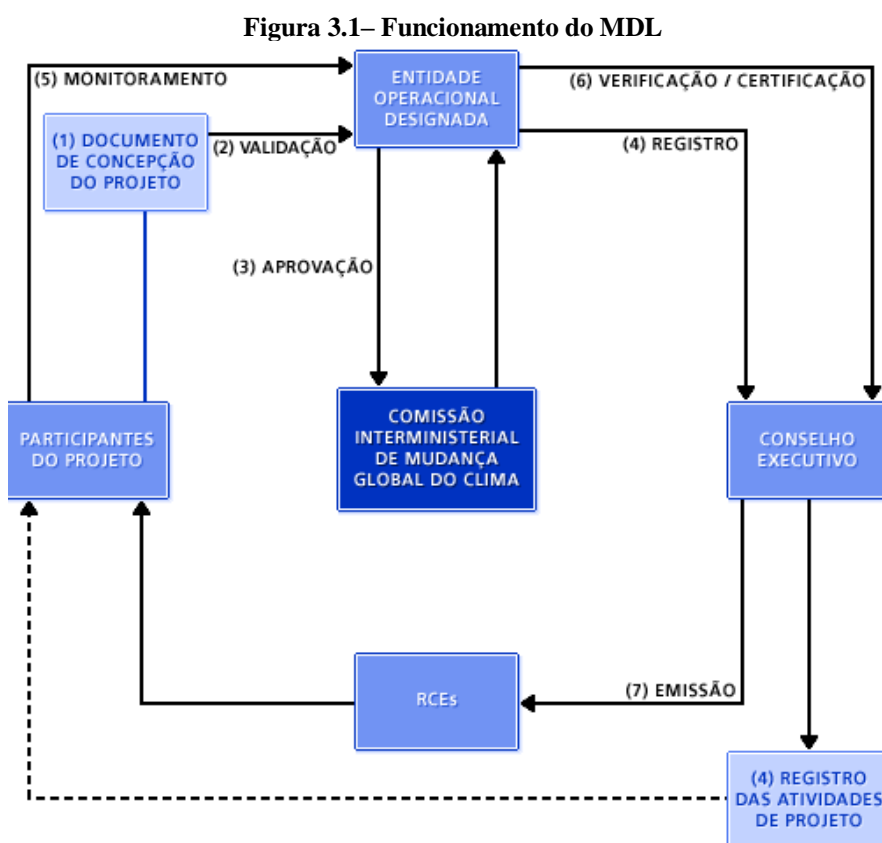 Figura 3.1– Funcionamento do MDL
(5) MONITORAMENTO
ENTIDADE
OPERACIONAL
DESIGNADA
(6) VERIFICAÇÃO / CERTIFICAÇÃO
(1) DOCUMENTO
DE CONCEPÇÃO
DO PROJETO
(2) VALIDAÇÃO
(4) REGISTRO
(3) APROVAÇÃO
PARTICIPANTES
DO PROJETO
COMISSÃO
INTERMINISTERIAL
DE MUDANÇA
GLOBAL DO CLIMA
CONSELHO
EXECUTIVO
RCEs
(7) EMISSÃO
(4) REGISTRO
DAS ATIVIDADES
DE PROJETO